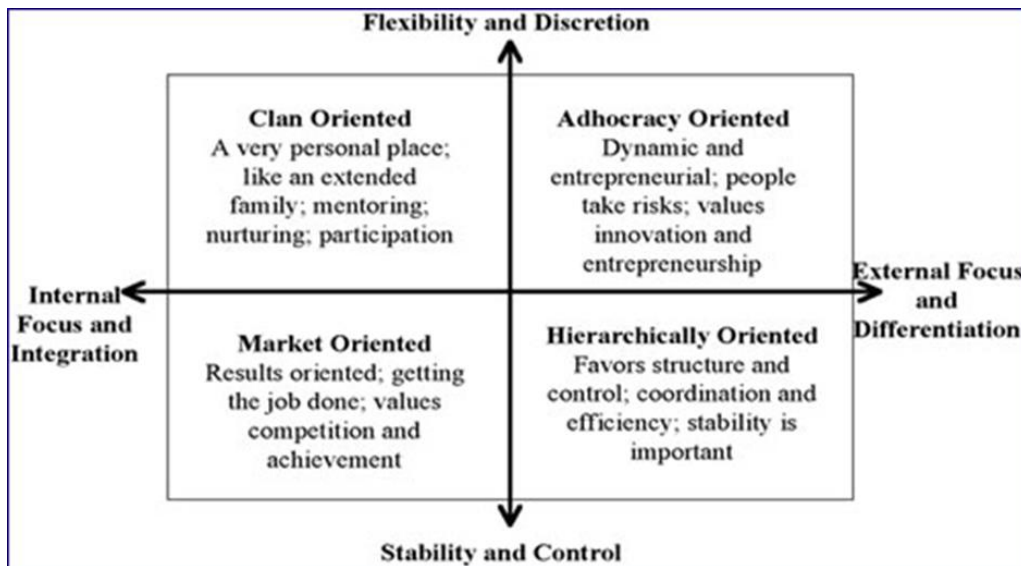 Flexibility and Discretion
Clan Oriented
A very personal place;
like an extended
family; mentoring;
nurturing; participation
Adhocracy Oriented
Dynamic and
entrepreneurial; people
take risks; values
innovation and
entrepreneurship
Internal
Focus and
Integration
External Focus
and
Differentiation
Market Oriented
Results oriented; getting
the job done; values
competition and
achievement
Hierarchically Oriented
Favors structure and
control; coordination and
efficiency; stability is
important
Stability and Control